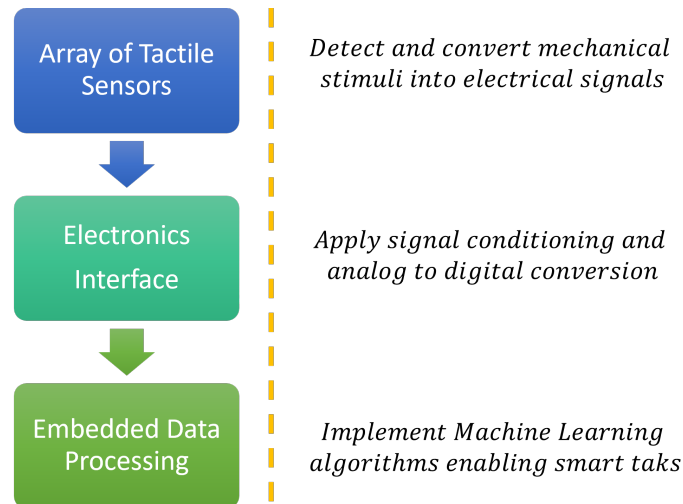 Array of Tactile
Sensors
Detect and convert mechanical
stimuli into electrical signals
Electronics
Interface
Apply signal conditioning and
analog to digital conversion
Embedded Data
Processing
Implement Machine Learning
algorithms enabling smart taks